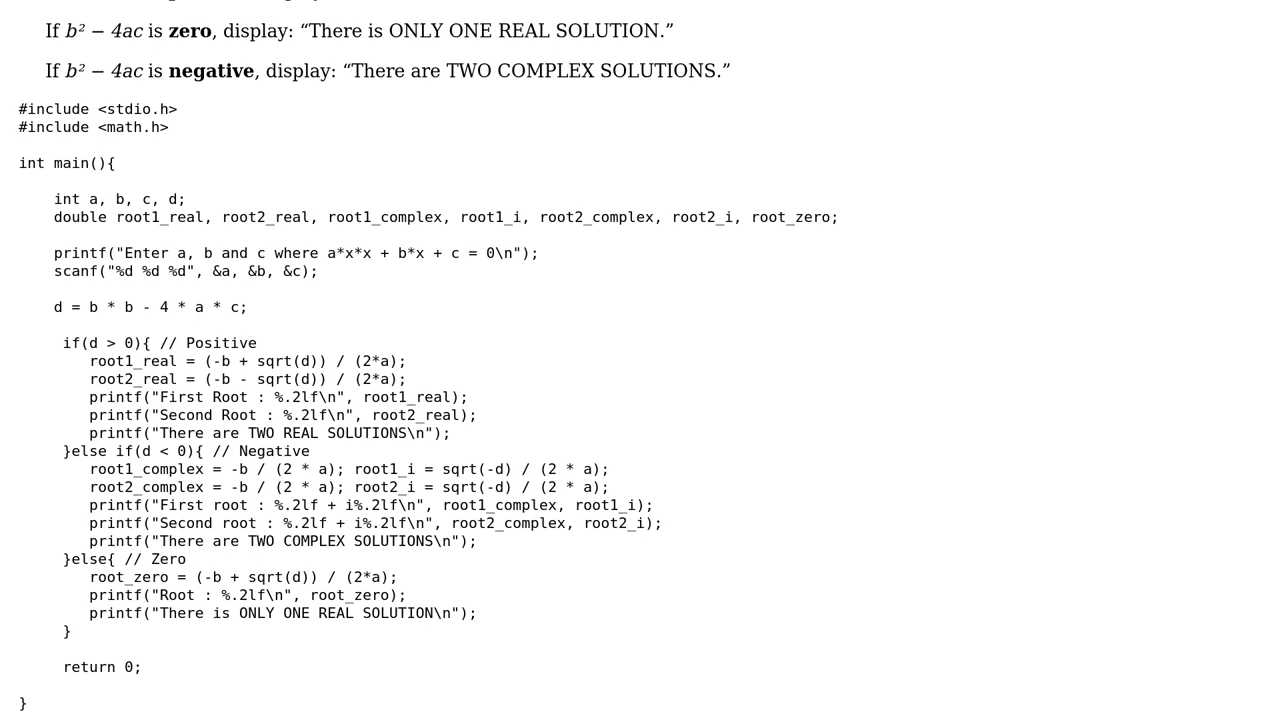 If b² − 4ac is zero, display: “There is ONLY ONE REAL SOLUTION.”
If b² − 4ac is negative, display: “There are TWO COMPLEX SOLUTIONS.”
#include <stdio.h>
#include <math.h>

int main(){

    int a, b, c, d;
    double root1_real, root2_real, root1_complex, root1_i, root2_complex, root2_i, root_zero;

    printf("Enter a, b and c where a*x*x + b*x + c = 0\n");
    scanf("%d %d %d", &a, &b, &c);

    d = b * b - 4 * a * c;

     if(d > 0){ // Positive
        root1_real = (-b + sqrt(d)) / (2*a);
        root2_real = (-b - sqrt(d)) / (2*a);
        printf("First Root : %.2lf\n", root1_real);
        printf("Second Root : %.2lf\n", root2_real);
        printf("There are TWO REAL SOLUTIONS\n");
     }else if(d < 0){ // Negative
        root1_complex = -b / (2 * a); root1_i = sqrt(-d) / (2 * a);
        root2_complex = -b / (2 * a); root2_i = sqrt(-d) / (2 * a);
        printf("First root : %.2lf + i%.2lf\n", root1_complex, root1_i);
        printf("Second root : %.2lf + i%.2lf\n", root2_complex, root2_i);
        printf("There are TWO COMPLEX SOLUTIONS\n");
     }else{ // Zero
        root_zero = (-b + sqrt(d)) / (2*a);
        printf("Root : %.2lf\n", root_zero);
        printf("There is ONLY ONE REAL SOLUTION\n");
     }

     return 0;

}